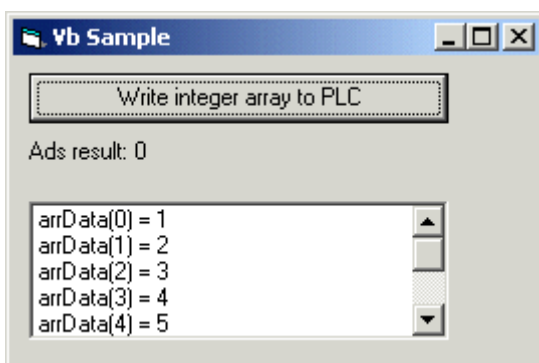 Vb Sample
Write integer array to PLC
Ads result: 0
arrData(0) = 1
arrData(1) = 2
arrData(2) = 3
arrData(3) = 4
arrData(4) = 5